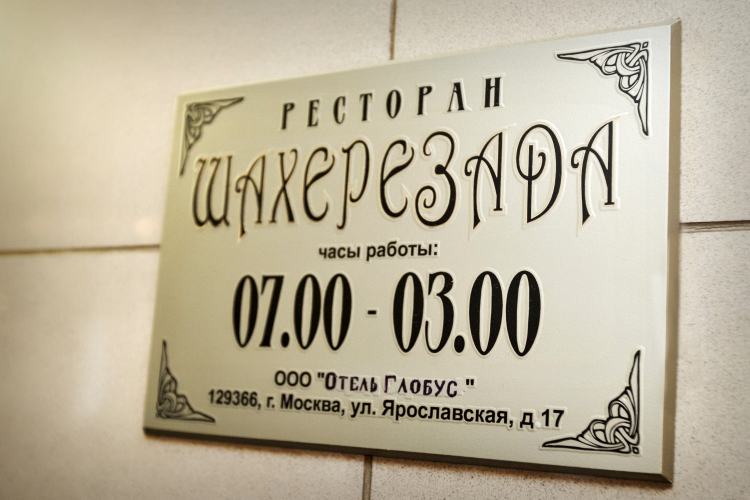 РЕСТОРАН
ШАХЕРЕЗАДА
часы работы:
07.00 - 03.00
ООО "Отель Глобус "
129366, г. Москва, ул. Ярославская, д 17